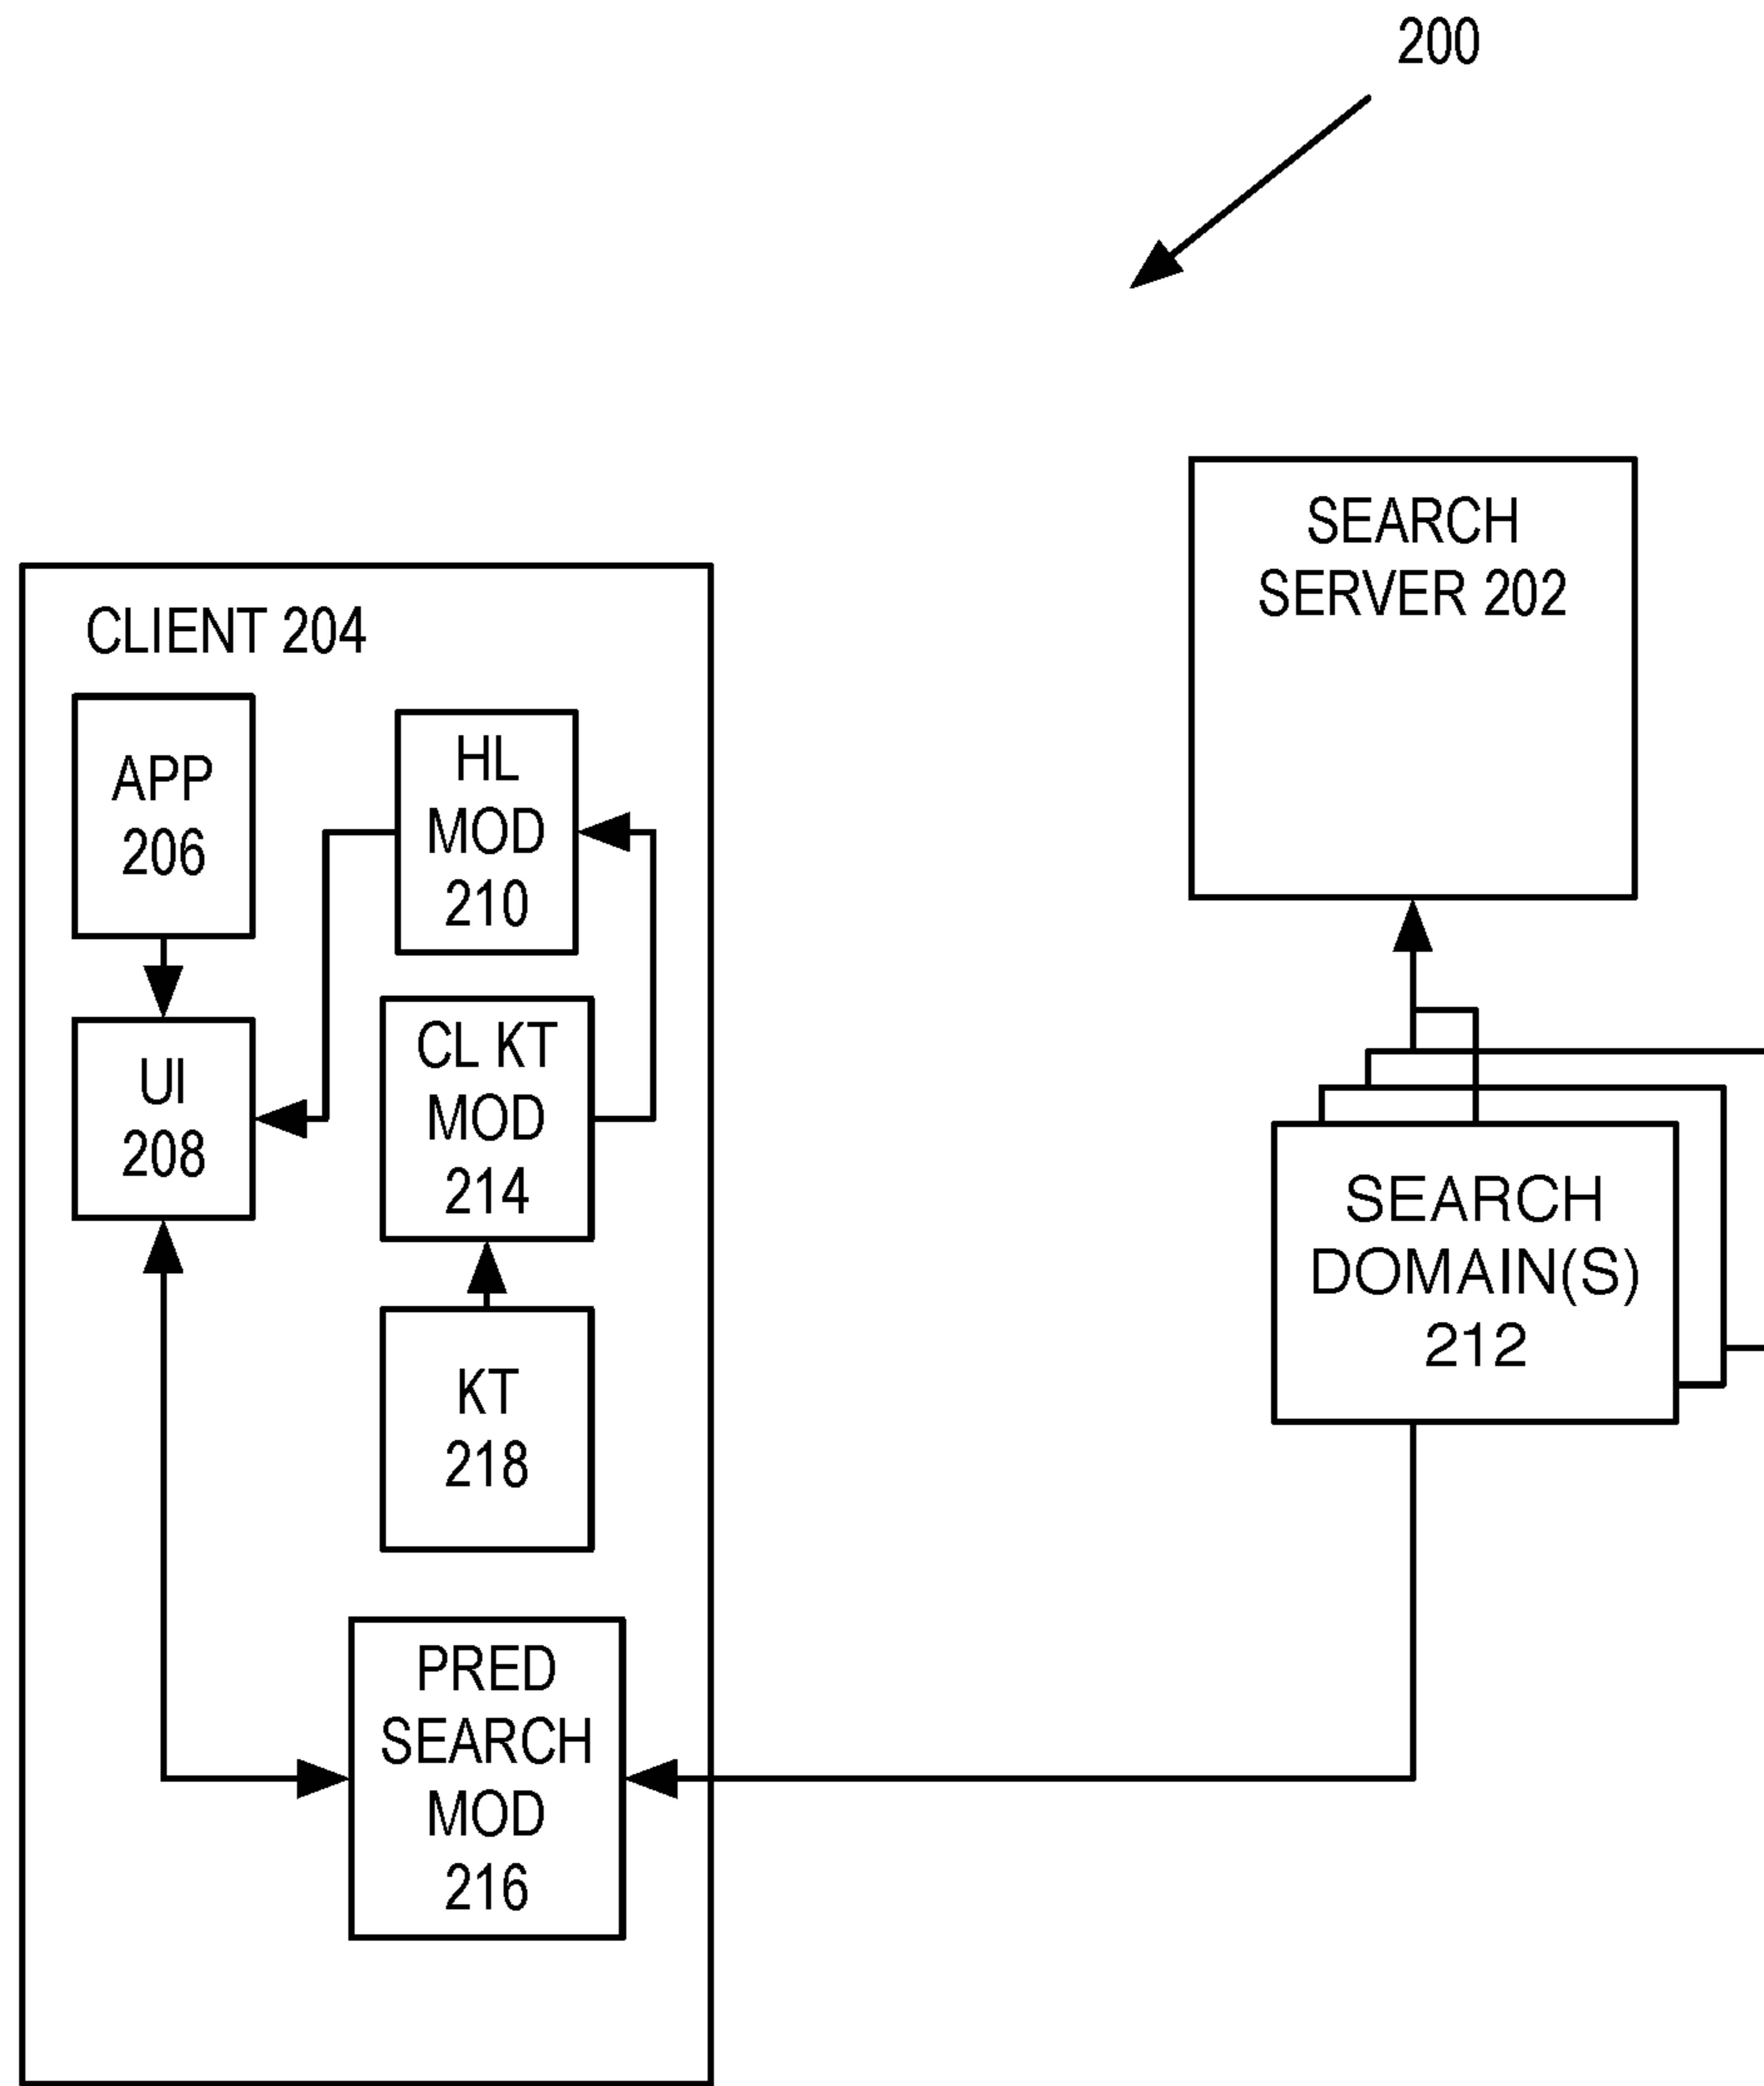 200
SEARCH
SERVER 202
CLIENT 204
APP
206
HL
MOD
210
UI
208
CL KT
MOD
214
SEARCH
DOMAIN(S)
212
KT
218
PRED
SEARCH
MOD
216